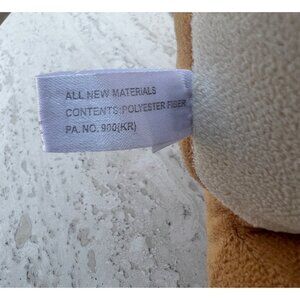 ALL NEW MATERIALS
CONTENTS:POLYESTER FIBER
PA. NO. 900(KR)